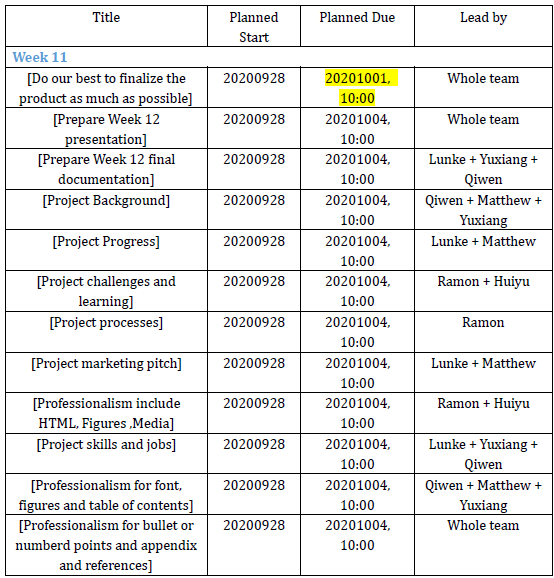 Title Planned Planned Due Lead by
Start
Week 11
[Do our best to finalize the 20200928 20201001, Whole team
product as much as possible] 10:00
[Prepare Week 12 20200928 20201004, Whole team
presentation] 10:00
[Prepare Week 12 final 20200928 20201004, Lunke + Yuxiang +
documentation] 10:00 Qiwen
[Project Background] 20200928 20201004, Qiwen + Matthew +
10:00 Yuxiang
[Project Progress] 20200928 20201004, Lunke + Matthew
10:00
[Project challenges and 20200928 20201004, Ramon + Huiyu
learning] 10:00
[Project processes] 20200928 20201004, Ramon
10:00
[Project marketing pitch] 20200928 20201004, Lunke + Matthew
10:00
[Professionalism include 20200928 20201004, Ramon + Huiyu
HTML, Figures ,Media] 10:00
[Project skills and jobs] 20200928 20201004, Lunke + Yuxiang +
10:00 Qiwen
[Professionalism for font, 20200928 20201004, Qiwen + Matthew +
figures and table of contents] 10:00 Yuxiang
[Professionalism for bullet or 20200928 20201004, Whole team
numberd points and appendix 10:00
and references]